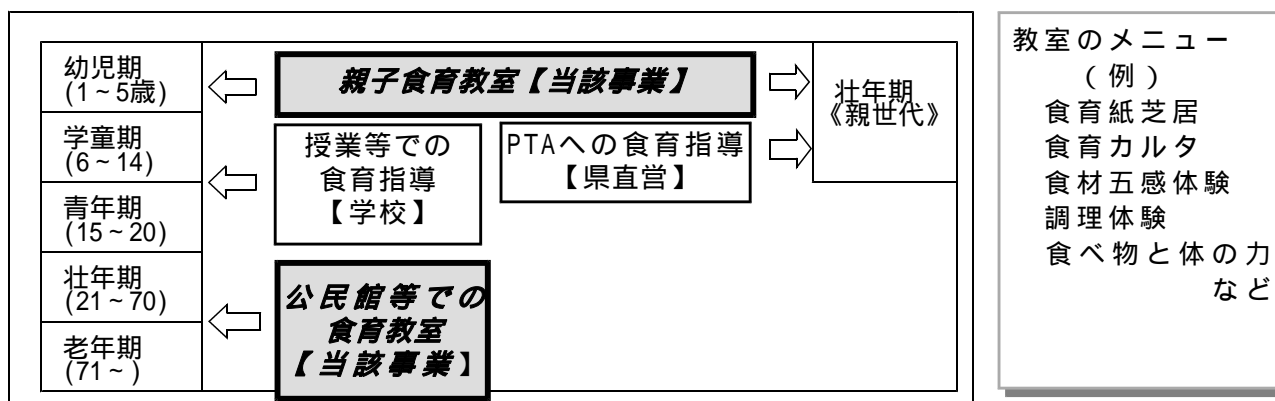 幼児期
(1～5歳)
学童期
(6～14)
青年期
(15～20)
壮年期
(21～70)
老年期
(71～)
親子食育教室【当該事業】
授業等での
食育指導
【学校】
PTAへの食育指導
【県直営】
公民館等での
食育教室
【当該事業】
壮年期
《親世代》
教室のメニュー
（例）
食育紙芝居
食育カルタ
食材五感体験
調理体験
食べ物と体の力
など